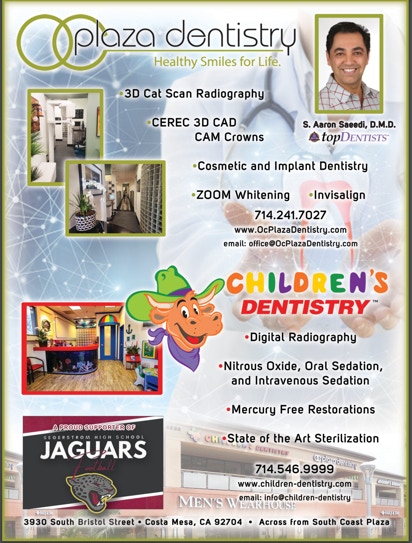 OC plaza dentistry
Healthy Smiles for Life.
•3D Cat Scan Radiography
•CEREC 3D CAD
CAM Crowns
S. Aaron Saeedi, D.M.D.
topDENTISTS™
•Cosmetic and Implant Dentistry
•ZOOM Whitening •Invisalign
714.241.7027
www.OcPlazaDentistry.com
email: office@OcPlazaDentistry.com
CHILDREN'S
DENTISTRY™
•Digital Radiography
•Nitrous Oxide, Oral Sedation,
and Intravenous Sedation
•Mercury Free Restorations
•State of the Art Sterilization
A PROUD SUPPORTER OF
SEGERSTROM HIGH SCHOOL
JAGUARS
football
CHILDREN'S DENTISTRY
714.546.9999
www.children-dentistry.com
email: info@children-dentistry
MEN'S WEARHOUSE
3930 South Bristol Street • Costa Mesa, CA 92704 • Across from South Coast Plaza